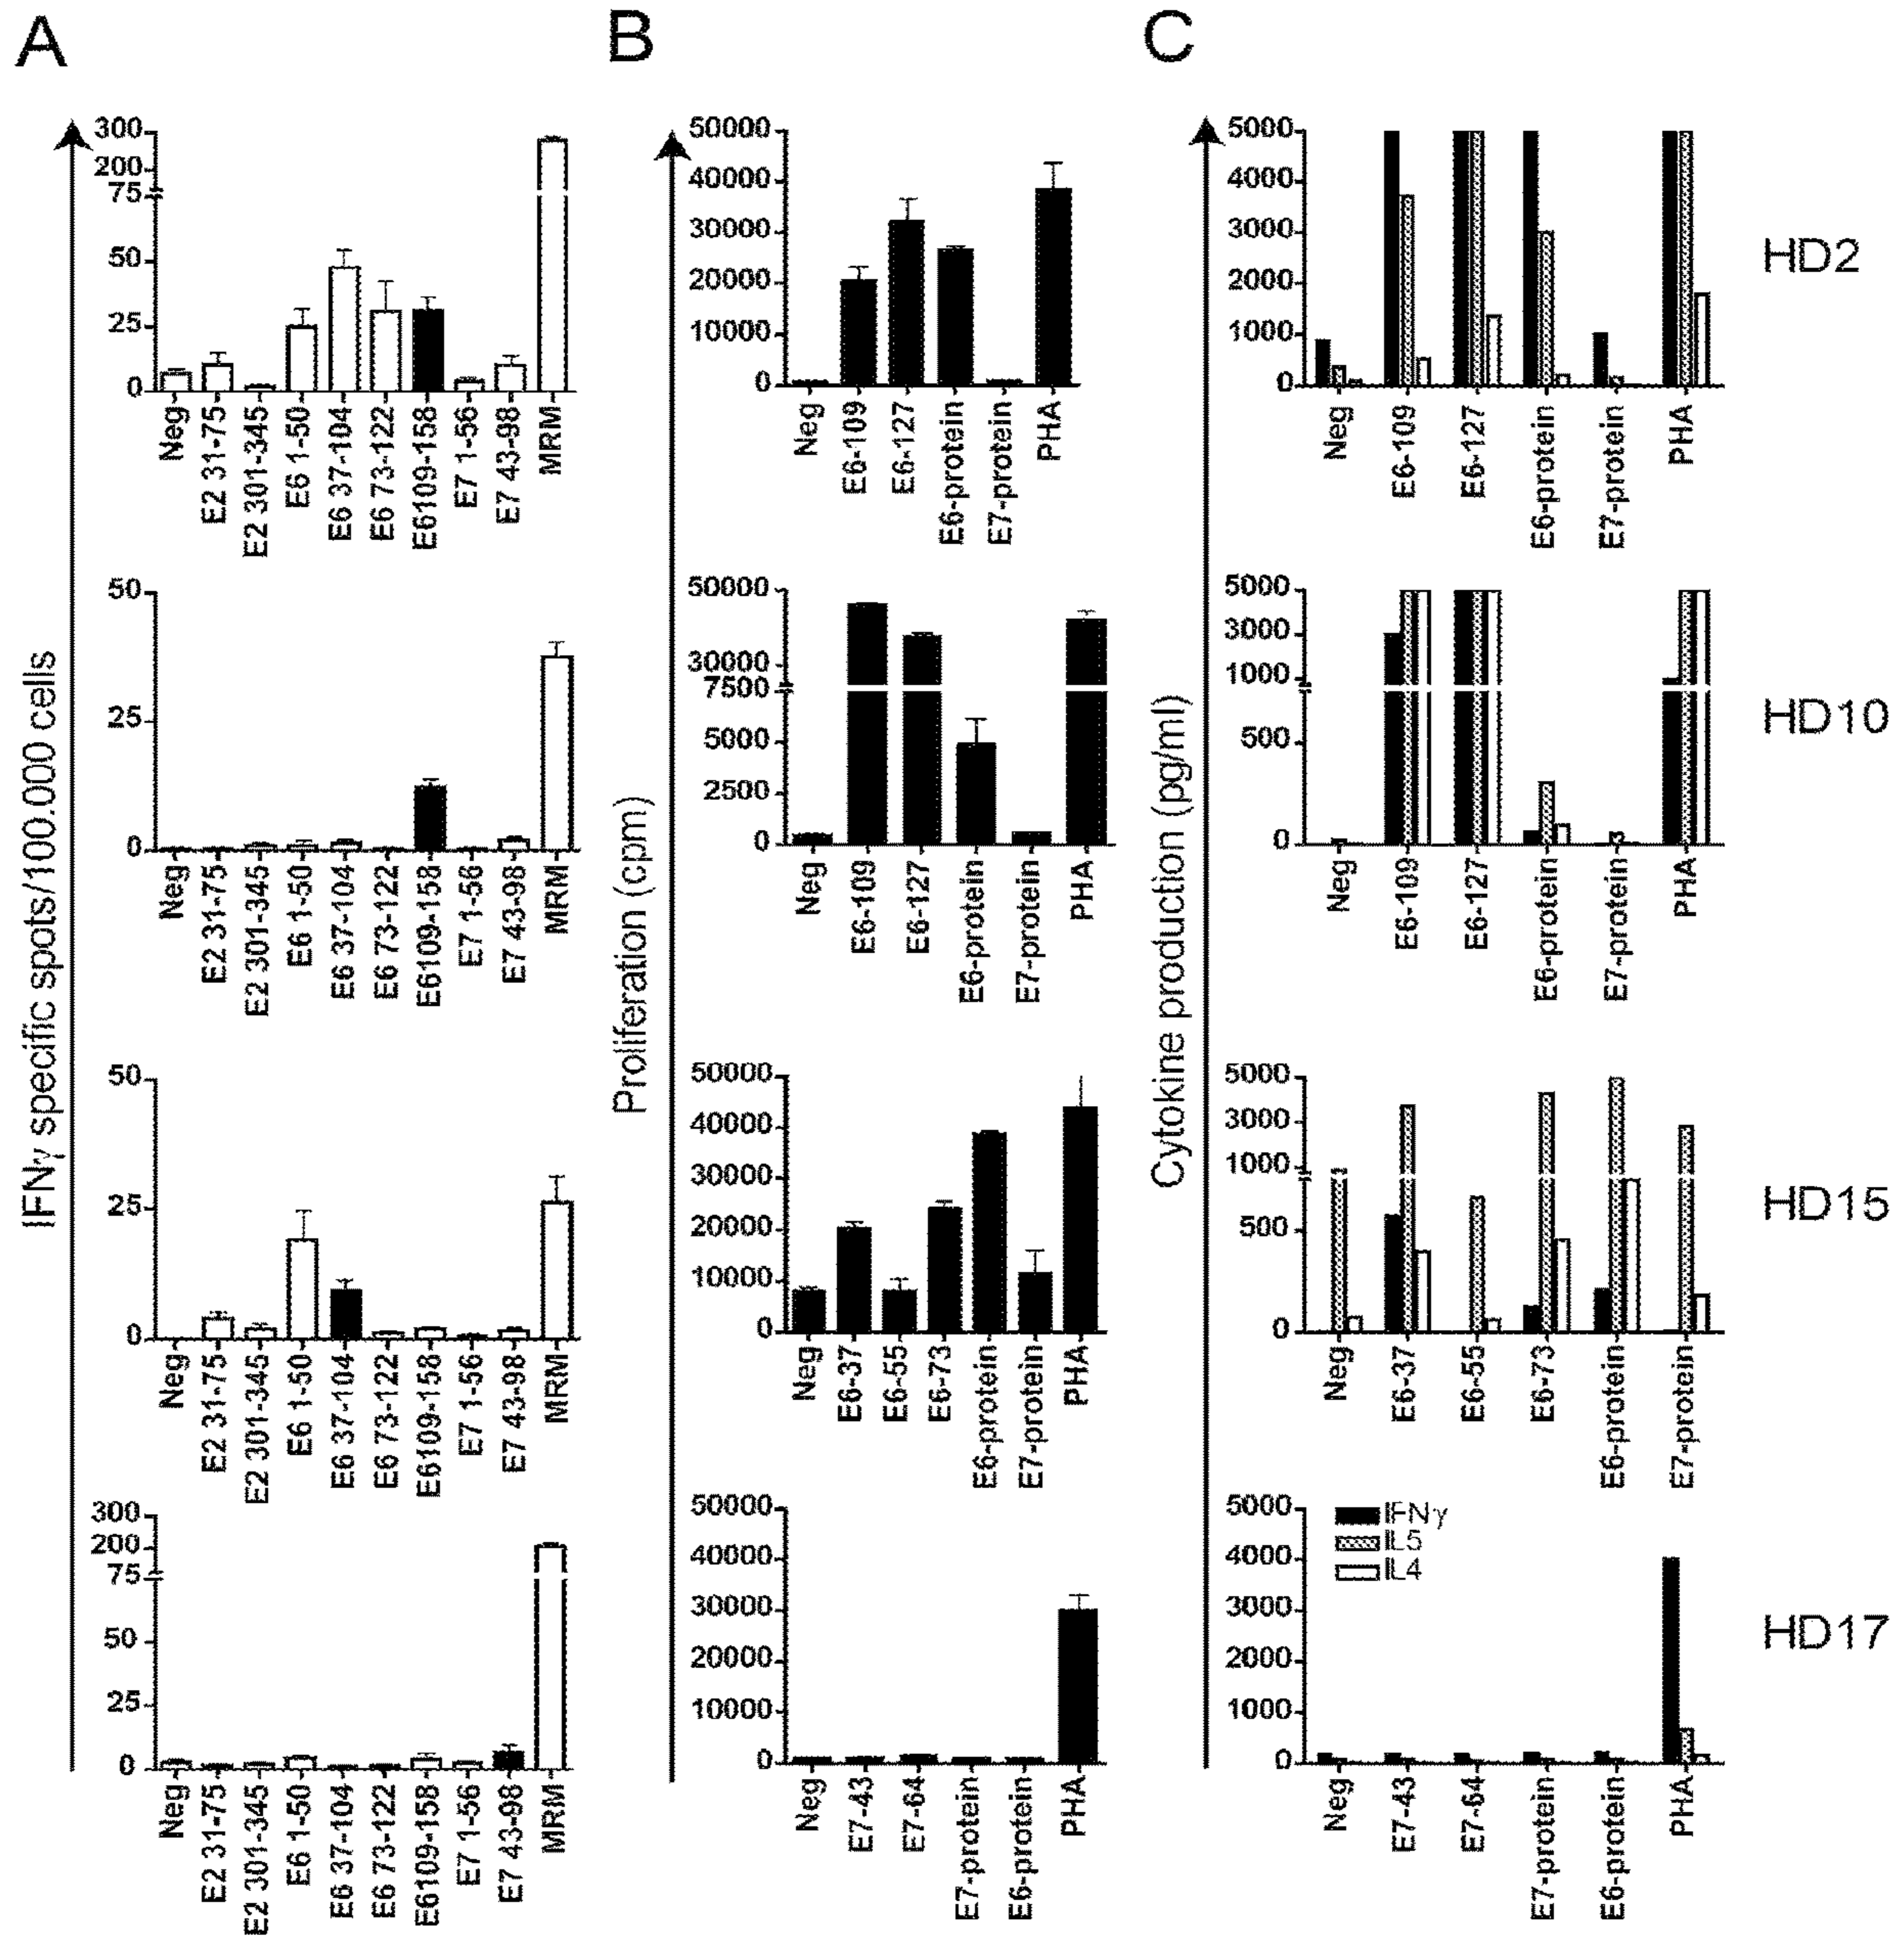 A
B
C
IFNγ specific spots/100.000 cells
300
200
75
50
25
0
Neg
E2 31-75
E2 301-345
E6 1-50
E6 37-104
E6 73-122
E6109-158
E7 1-56
E7 43-98
MRM
50
25
0
Neg
E2 31-75
E2 301-345
E6 1-50
E6 37-104
E6 73-122
E6109-158
E7 1-56
E7 43-98
MRM
50
25
0
Neg
E2 31-75
E2 301-345
E6 1-50
E6 37-104
E6 73-122
E6109-158
E7 1-56
E7 43-98
MRM
300
200
75
50
25
0
Neg
E2 31-75
E2 301-345
E6 1-50
E6 37-104
E6 73-122
E6109-158
E7 1-56
E7 43-98
MRM
Proliferation (cpm)
50000
40000
30000
20000
10000
0
Neg
E6-109
E6-127
E6-protein
E7-protein
PHA
50000
30000
7500
5000
2500
0
Neg
E6-109
E6-127
E6-protein
E7-protein
PHA
50000
40000
30000
20000
10000
0
Neg
E6-37
E6-55
E6-73
E6-protein
E7-protein
PHA
50000
40000
30000
20000
10000
0
Neg
E7-43
E7-64
E7-protein
E6-protein
PHA
Cytokine production (pg/ml)
5000
4000
3000
2000
1000
0
Neg
E6-109
E6-127
E6-protein
E7-protein
PHA
HD2
5000
3000
1000
500
0
Neg
E6-109
E6-127
E6-protein
E7-protein
PHA
HD10
5000
3000
1000
500
0
Neg
E6-37
E6-55
E6-73
E6-protein
E7-protein
HD15
5000
4000
3000
2000
1000
0
IFNγ
IL5
IL4
Neg
E7-43
E7-64
E7-protein
E6-protein
PHA
HD17